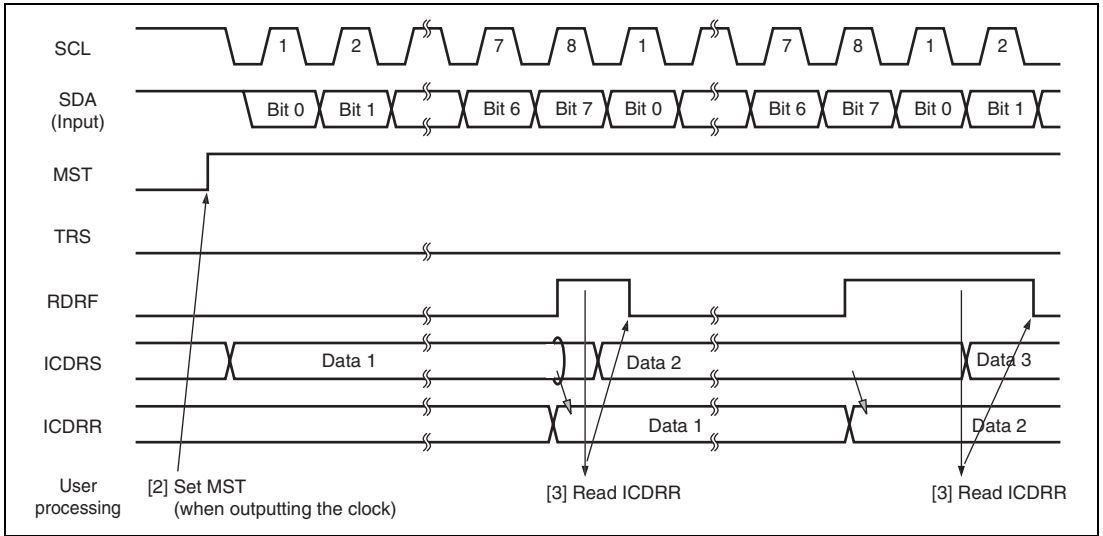 SCL 1 2 7 8 1 7 8 1 2
SDA
(Input) Bit 0 Bit 1 Bit 6 Bit 7 Bit 0 Bit 6 Bit 7 Bit 0 Bit 1
MST
TRS
RDRF
ICDRS Data 1 Data 2 Data 3
ICDRR Data 1 Data 2
User
processing
[2] Set MST
(when outputting the clock)
[3] Read ICDRR
[3] Read ICDRR